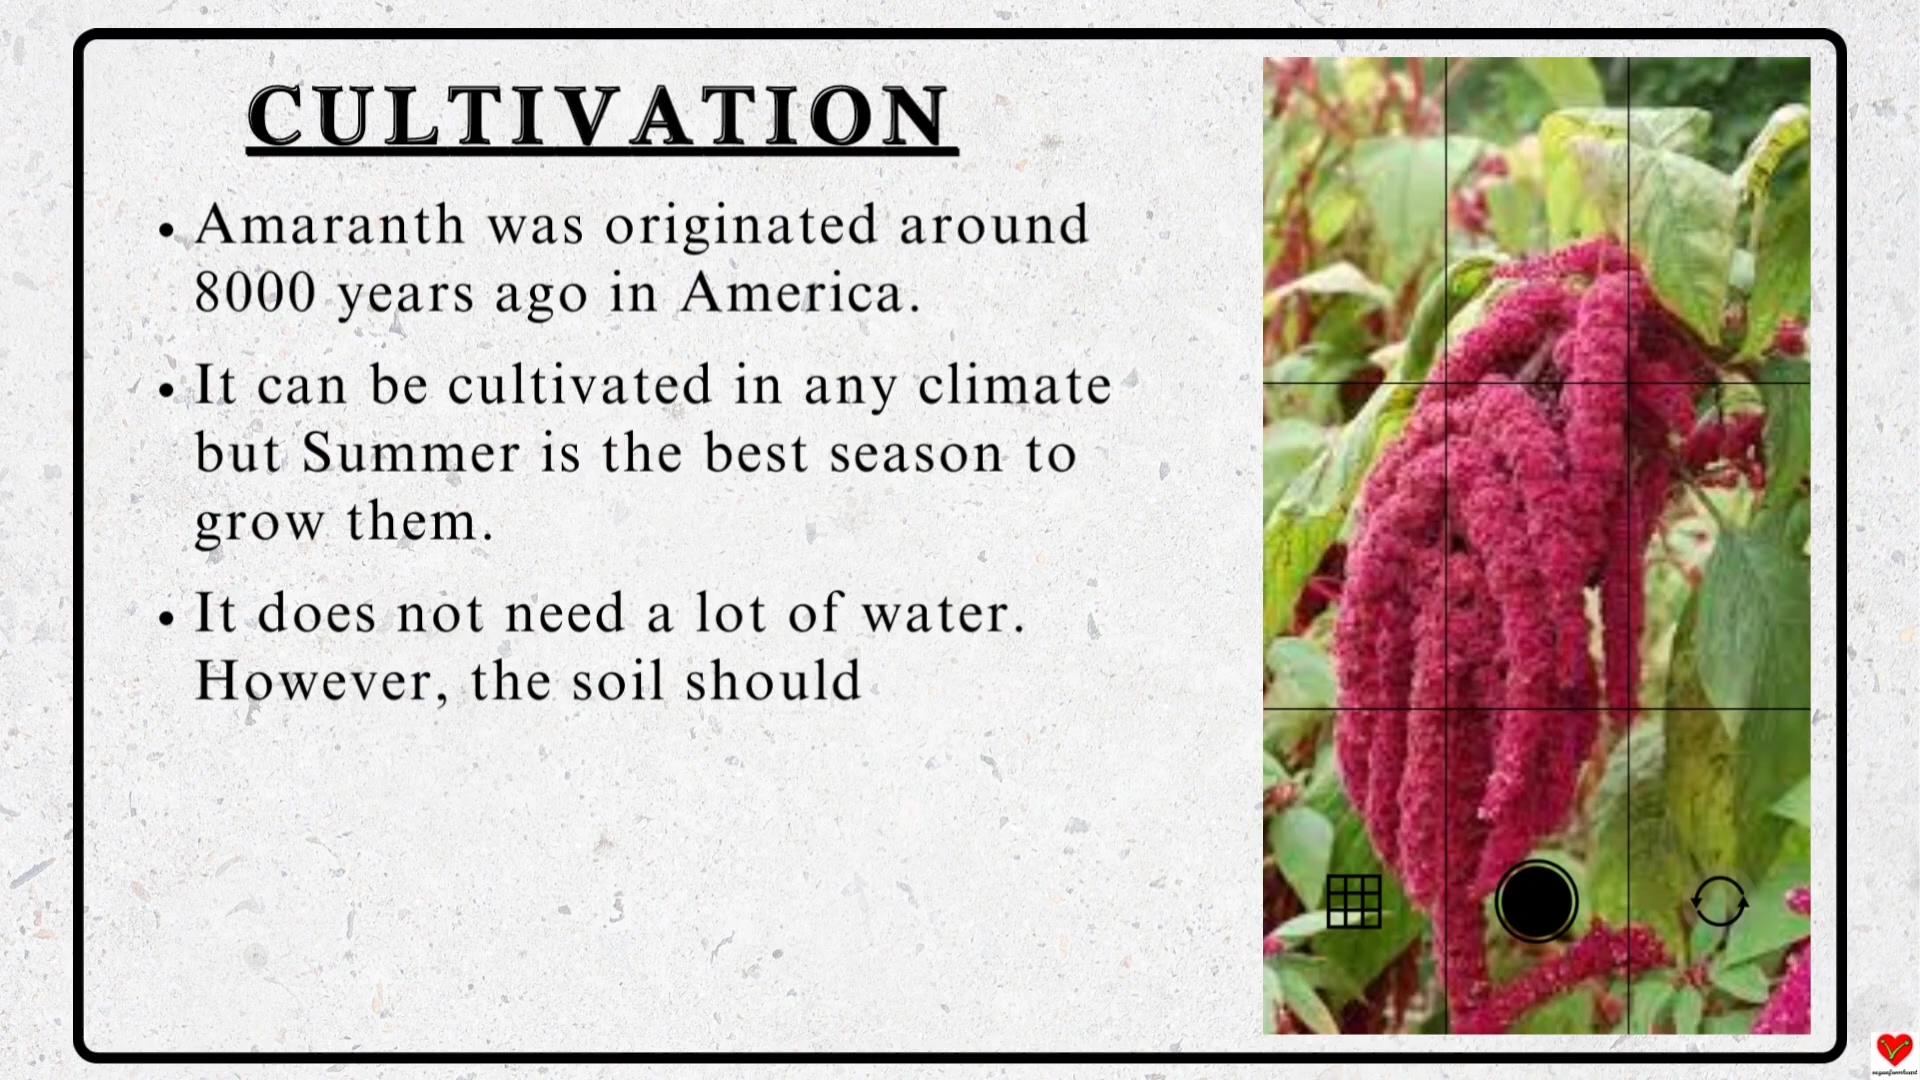 CULTIVATION
• Amaranth was originated around
8000 years ago in America.
• It can be cultivated in any climate
but Summer is the best season to
grow them.
• It does not need a lot of water.
However, the soil should